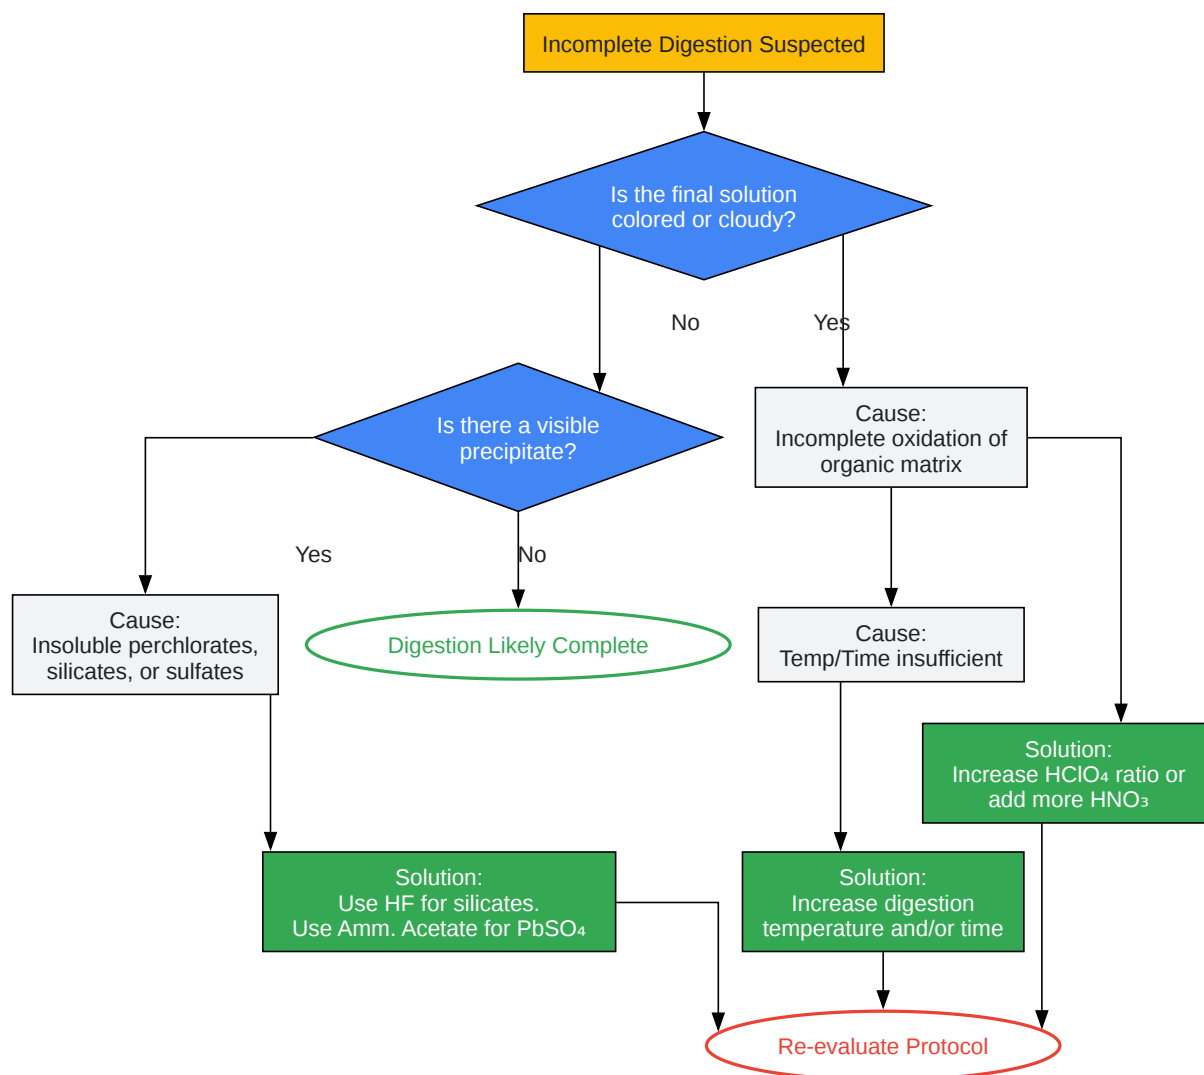 Incomplete Digestion Suspected
Is the final solution
colored or cloudy?
No
Yes
Is there a visible
precipitate?
Cause:
Incomplete oxidation of
organic matrix
Yes
No
Cause:
Insoluble perchlorates,
silicates, or sulfates
Digestion Likely Complete
Cause:
Temp/Time insufficient
Solution:
Increase HClO₄ ratio or
add more HNO₃
Solution:
Use HF for silicates.
Use Amm. Acetate for PbSO₄
Solution:
Increase digestion
temperature and/or time
Re-evaluate Protocol